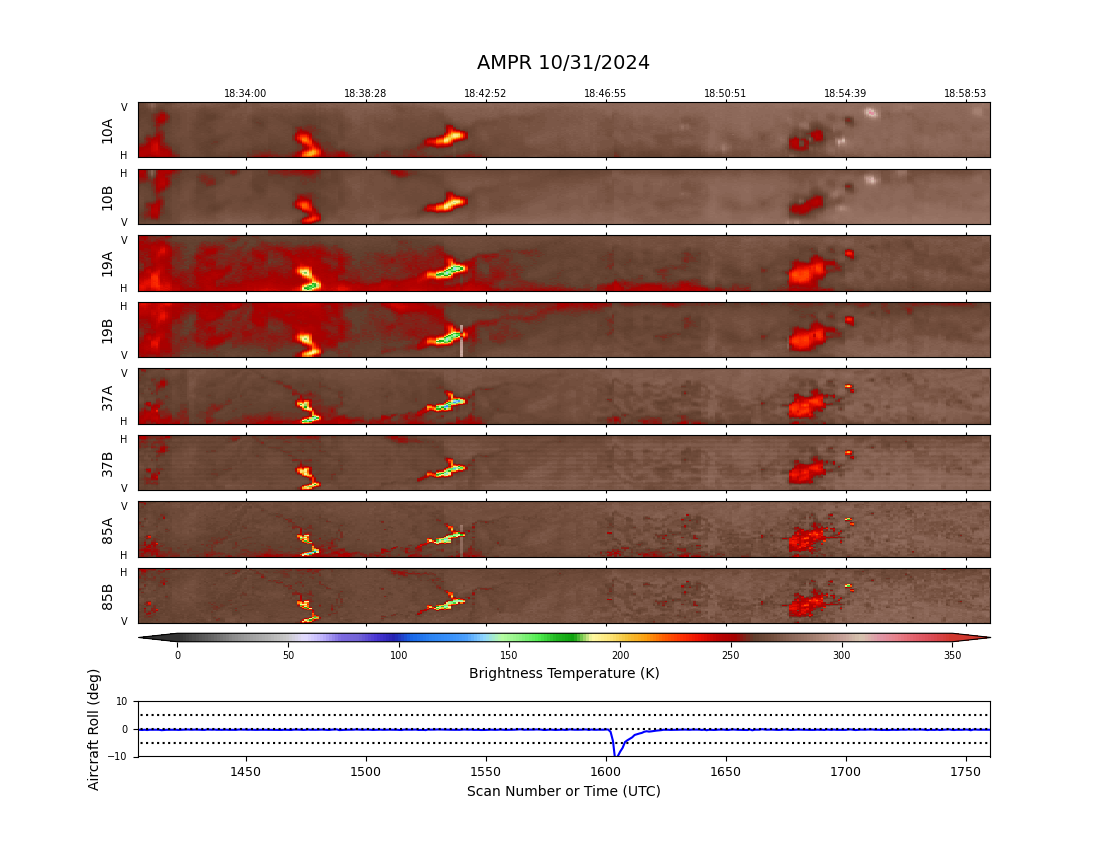 AMPR 10/31/2024
18:34:00 18:38:28 18:42:52 18:46:55 18:50:51 18:54:39 18:58:53
V
10A
H
H
10B
V
V
19A
H
H
19B
V
V
37A
H
H
37B
V
V
85A
H
H
85B
V
0 50 100 150 200 250 300 350
Brightness Temperature (K)
Aircraft Roll (deg)
10
0
−10
1450 1500 1550 1600 1650 1700 1750
Scan Number or Time (UTC)